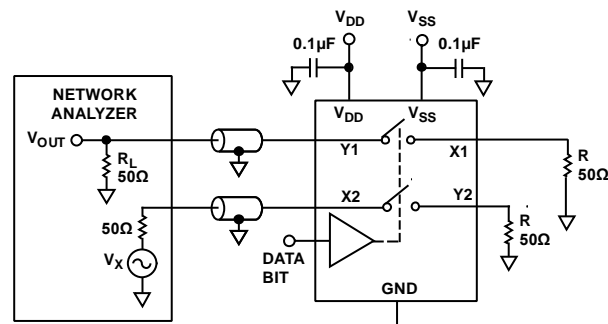 VDD
VSS
0.1µF
0.1µF
NETWORK
ANALYZER
VDD
VSS
VOUT
Y1
X1
RL
50Ω
R
50Ω
X2
Y2
50Ω
R
50Ω
VX
DATA
BIT
GND